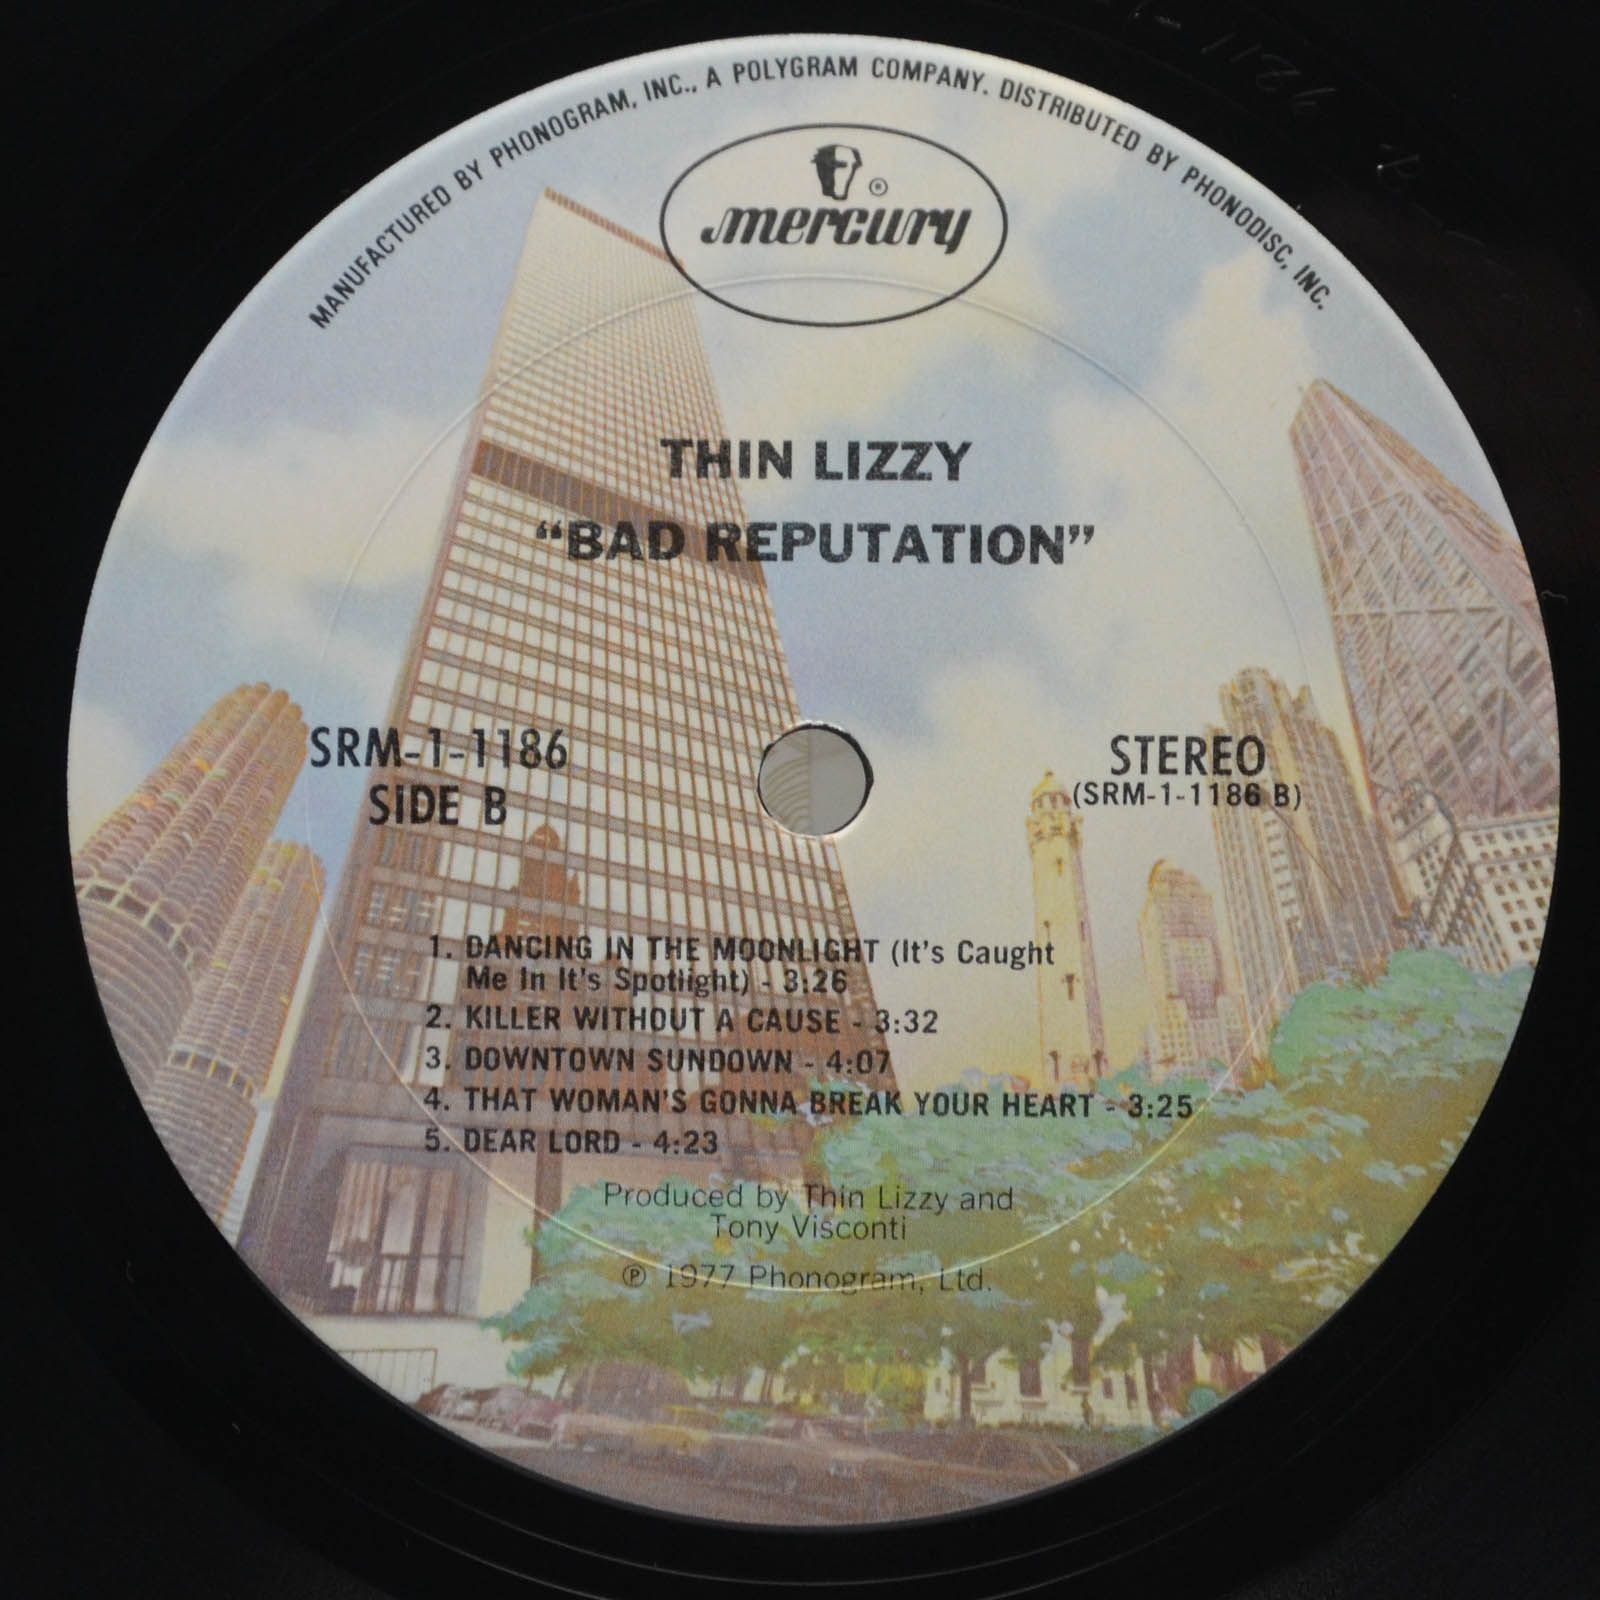 MANUFACTURED BY PHONOGRAM, INC., A POLYGRAM COMPANY. DISTRIBUTED BY PHONODISC, INC.
mercury ®
THIN LIZZY
“BAD REPUTATION”
SRM-1-1186
SIDE B
STEREO
(SRM-1-1186 B)
1. DANCING IN THE MOONLIGHT (It's Caught
Me In It's Spotlight) - 3:26
2. KILLER WITHOUT A CAUSE - 3:32
3. DOWNTOWN SUNDOWN - 4:07
4. THAT WOMAN'S GONNA BREAK YOUR HEART - 3:25
5. DEAR LORD - 4:23
Produced by Thin Lizzy and
Tony Visconti
℗ 1977 Phonogram, Ltd.